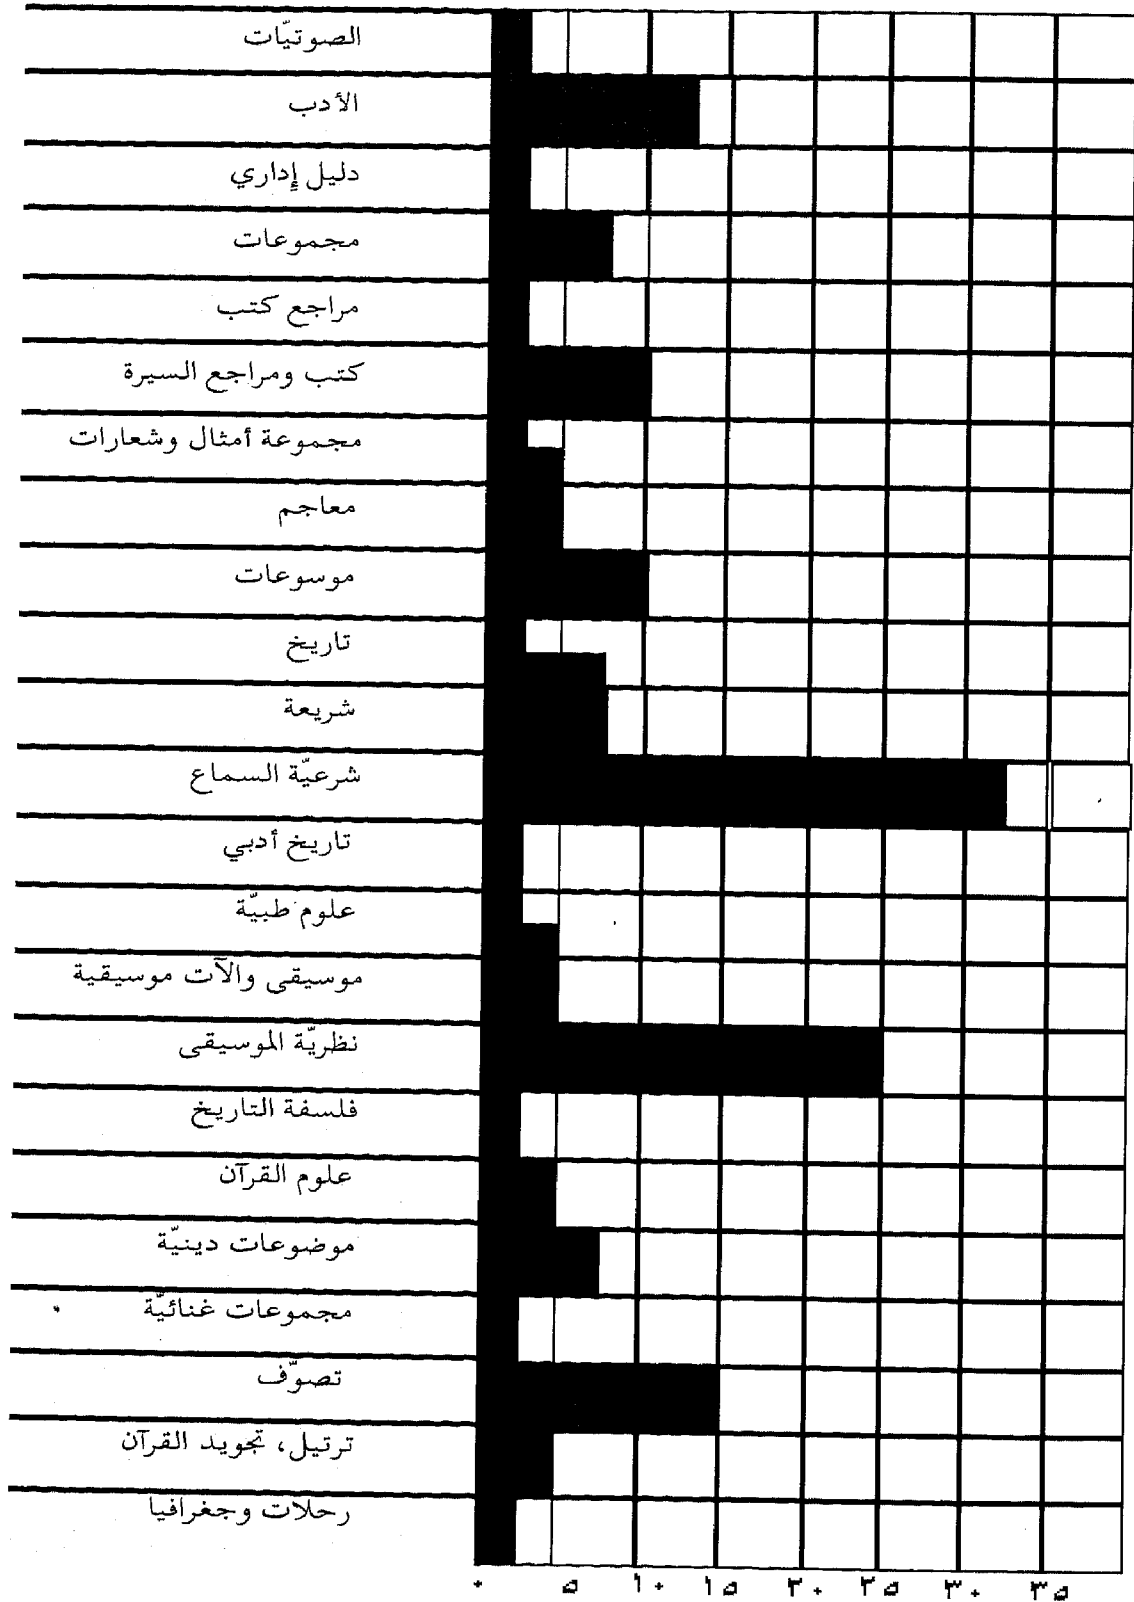 الصوتيّات
الأدب
دليل إداري
مجموعات
مراجع كتب
كتب ومراجع السيرة
مجموعة أمثال وشعارات
معاجم
موسوعات
تاريخ
شريعة
شرعيّة السماع
تاريخ أدبي
علوم طبيّة
موسيقى والآت موسيقية
نظريّة الموسيقى
فلسفة التاريخ
علوم القرآن
موضوعات دينيّة
مجموعات غنائيّة
تصوّف
ترتيل، تجويد القرآن
رحلات وجغرافيا
٠ ٥ ١٠ ١٥ ٢٠ ٢٥ ٣٠ ٣٥